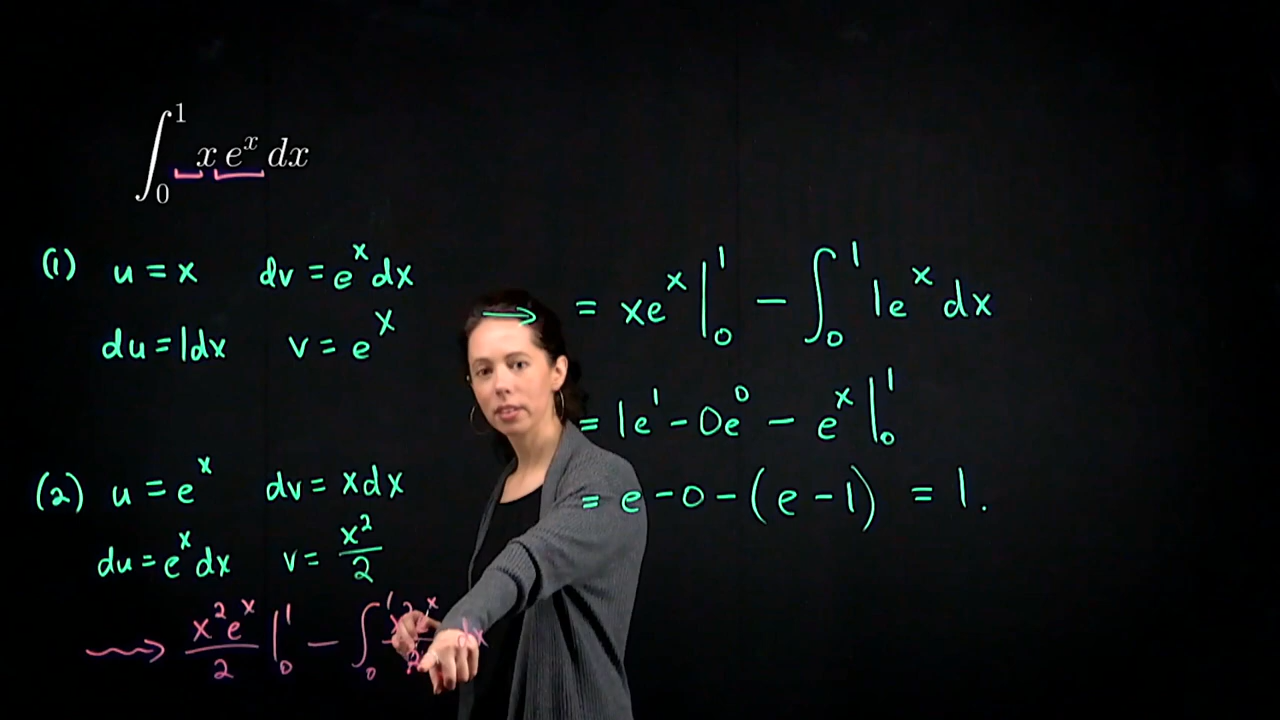 ∫₀¹ x eˣ dx
(1) u = x dv = eˣ dx
du = 1dx v = eˣ
→ = xeˣ |₀¹ − ∫₀¹ 1eˣ dx
= 1e¹ − 0e⁰ − eˣ |₀¹
= e − 0 − (e − 1) = 1.
(2) u = eˣ dv = x dx
du = eˣ dx v = x²/2
⟿ x²eˣ/2 |₀¹ − ∫₀¹ dx